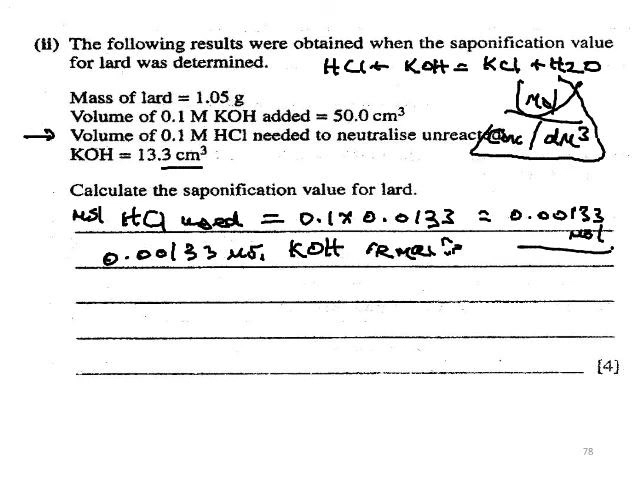 (ii) The following results were obtained when the saponification value
for lard was determined. HCl + KOH = KCl + H2O
Mass of lard = 1.05 g
Volume of 0.1 M KOH added = 50.0 cm³
Volume of 0.1 M HCl needed to neutralise unreacted
KOH = 13.3 cm³
Mol
Conc / dm³
Calculate the saponification value for lard.
Mol HCl used = 0.1 x 0.0133 = 0.00133
mol
0.00133 mol KOH remain
[4]
78